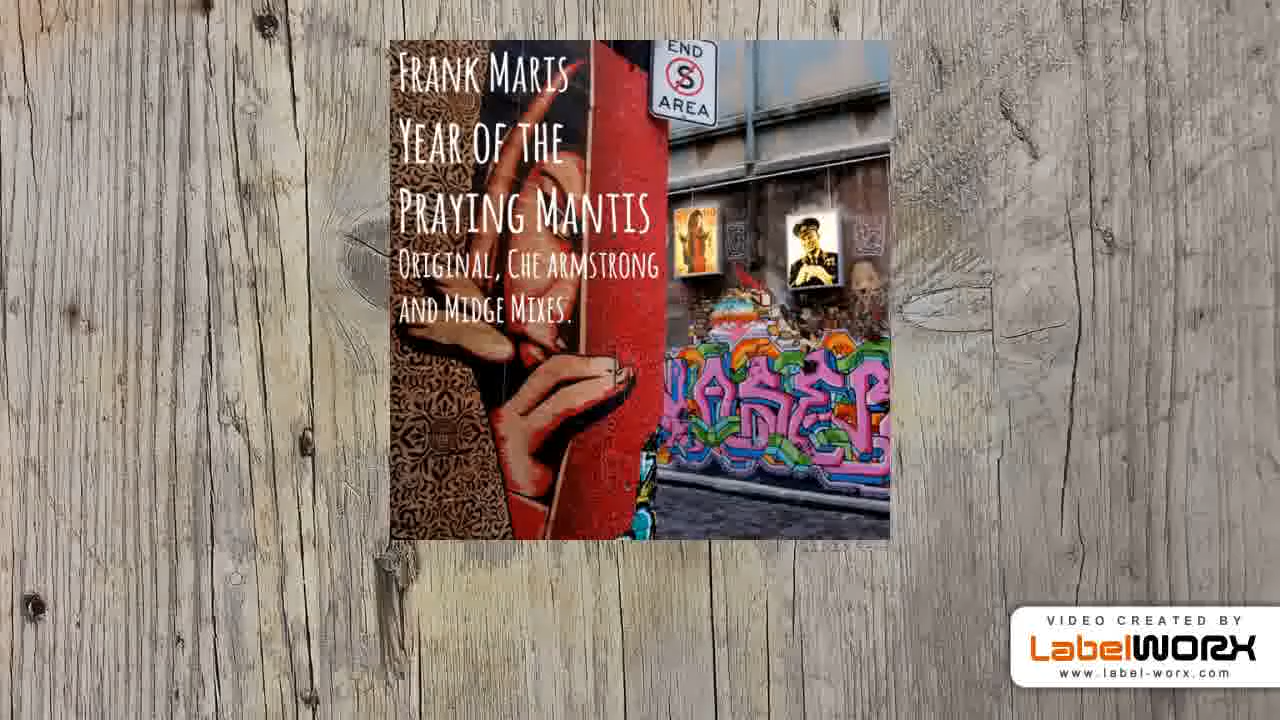 FRANK MARIS
YEAR OF THE
PRAYING MANTIS
ORIGINAL, CHE ARMSTRONG
AND MIDGE MIXES.
END
S
AREA
VIDEO CREATED BY
LabelWORX
www.label-worx.com